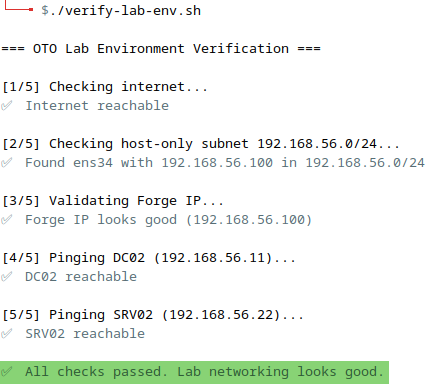 $./verify-lab-env.sh
=== OTO Lab Environment Verification ===
[1/5] Checking internet...
✅ Internet reachable
[2/5] Checking host-only subnet 192.168.56.0/24...
✅ Found ens34 with 192.168.56.100 in 192.168.56.0/24
[3/5] Validating Forge IP...
✅ Forge IP looks good (192.168.56.100)
[4/5] Pinging DC02 (192.168.56.11)...
✅ DC02 reachable
[5/5] Pinging SRV02 (192.168.56.22)...
✅ SRV02 reachable
✅ All checks passed. Lab networking looks good.